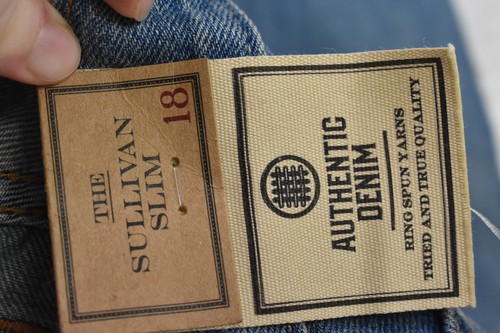 18
THE
SULLIVAN
SLIM
AUTHENTIC
DENIM
RING SPUN YARNS
TRIED AND TRUE QUALITY